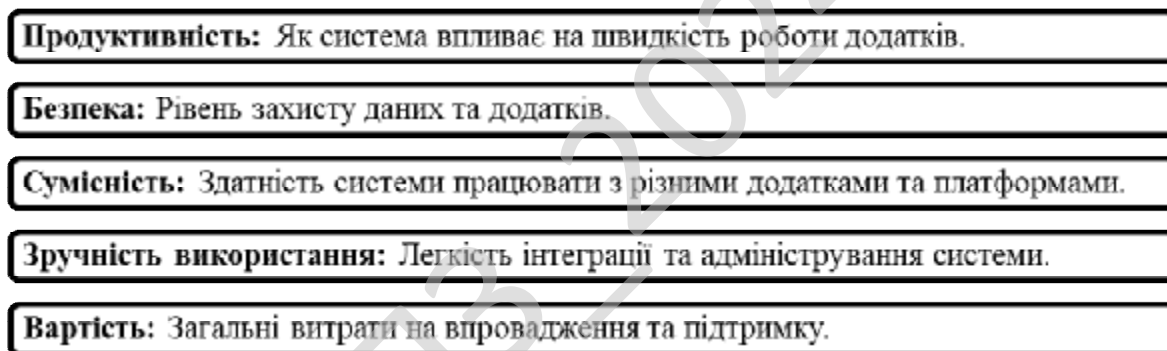 Продуктивність: Як система впливає на швидкість роботи додатків.
Безпека: Рівень захисту даних та додатків.
Сумісність: Здатність системи працювати з різними додатками та платформами.
Зручність використання: Легкість інтеграції та адміністрування системи.
Вартість: Загальні витрати на впровадження та підтримку.